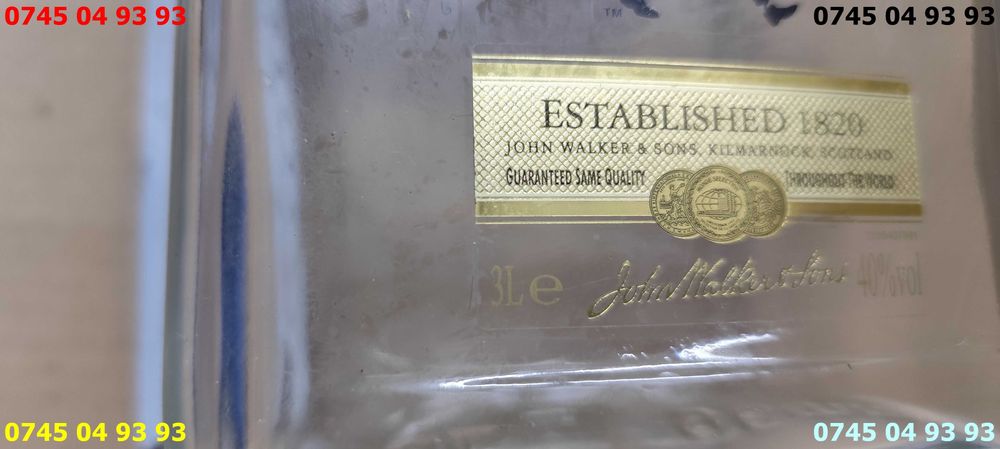 0745 04 93 93
0745 04 93 93
TM
ESTABLISHED 1820
JOHN WALKER & SONS, KILMARNOCK, SCOTLAND
GUARANTEED SAME QUALITY THROUGHOUT THE WORLD
3L e John Walker & Sons 40%vol
0745 04 93 93
0745 04 93 93